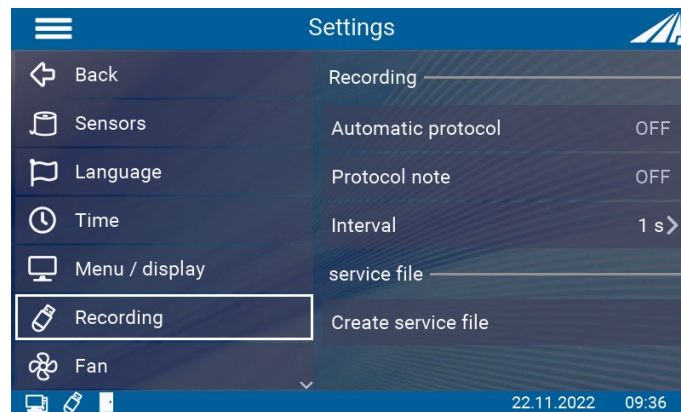 Settings
Back
Sensors
Language
Time
Menu / display
Recording
Fan
Recording
Automatic protocol OFF
Protocol note OFF
Interval 1 s
service file
Create service file
22.11.2022 09:36